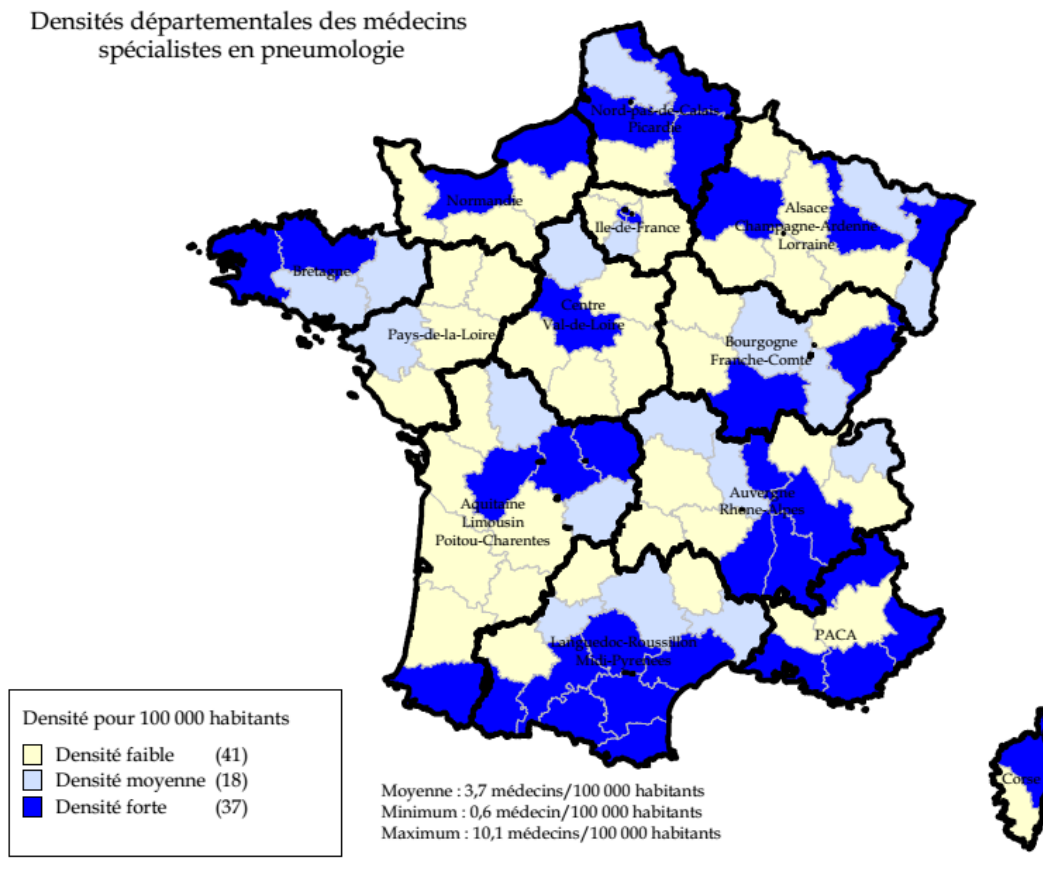 Densités départementales des médecins
spécialistes en pneumologie
Nord-pas-de-Calais
Picardie
Normandie
Ile-de-France
Alsace
Champagne-Ardenne
Lorraine
Bretagne
Pays-de-la-Loire
Centre
Val-de-Loire
Bourgogne
Franche-Comté
Aquitaine
Limousin
Poitou-Charentes
Auvergne
Rhone-Alpes
Languedoc-Roussillon
Midi-Pyrenees
PACA
Corse
Densité pour 100 000 habitants
Densité faible (41)
Densité moyenne (18)
Densité forte (37)
Moyenne : 3,7 médecins/100 000 habitants
Minimum : 0,6 médecin/100 000 habitants
Maximum : 10,1 médecins/100 000 habitants